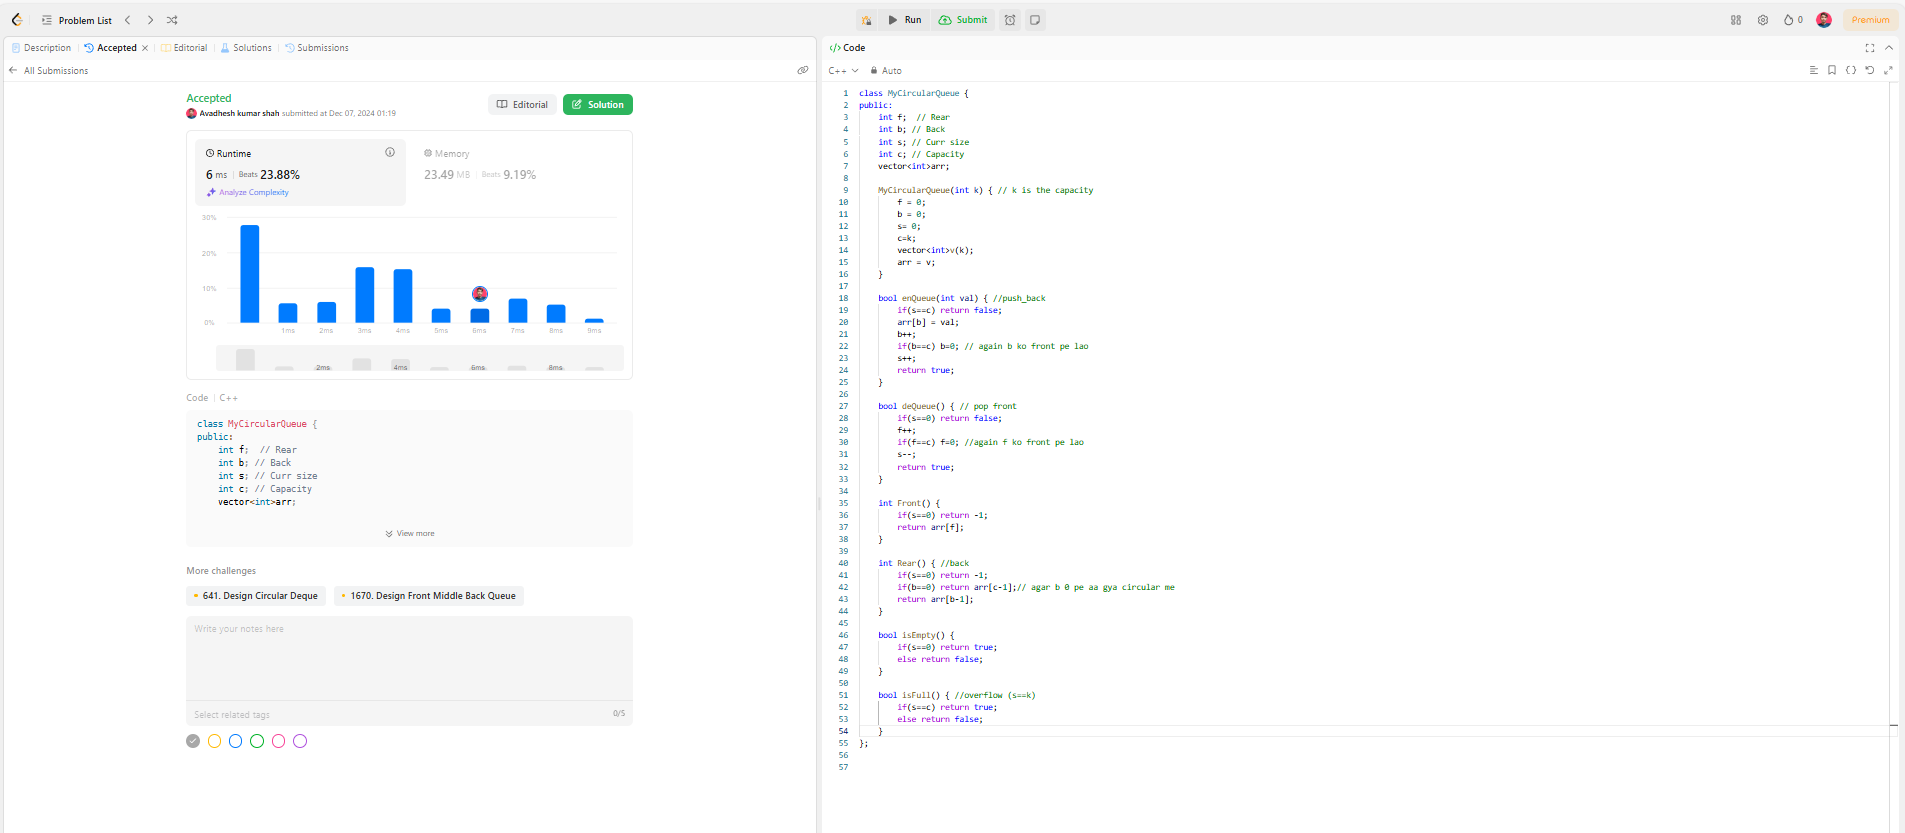 Problem List
Run
Submit
0
Premium
Description
Accepted
Editorial
Solutions
Submissions
All Submissions
Accepted
Avadhesh kumar shah submitted at Dec 07, 2024 01:19
Editorial
Solution
Runtime
6 ms | Beats 23.88%
Analyze Complexity
Memory
23.49 MB | Beats 9.19%
30%
20%
10%
0%
1ms 2ms 3ms 4ms 5ms 6ms 7ms 8ms 9ms
2ms 4ms 6ms 8ms
Code | C++
class MyCircularQueue {
public:
    int f;  // Rear
    int b; // Back
    int s; // Curr size
    int c; // Capacity
    vector<int>arr;
View more
More challenges
641. Design Circular Deque
1670. Design Front Middle Back Queue
Write your notes here
Select related tags
0/5
</> Code
C++
Auto
1 class MyCircularQueue {
2 public:
3     int f;  // Rear
4     int b; // Back
5     int s; // Curr size
6     int c; // Capacity
7     vector<int>arr;
8
9     MyCircularQueue(int k) { // k is the capacity
10         f = 0;
11         b = 0;
12         s= 0;
13         c=k;
14         vector<int>v(k);
15         arr = v;
16     }
17
18     bool enQueue(int val) { //push_back
19         if(s==c) return false;
20         arr[b] = val;
21         b++;
22         if(b==c) b=0; // again b ko front pe lao
23         s++;
24         return true;
25     }
26
27     bool deQueue() { // pop front
28         if(s==0) return false;
29         f++;
30         if(f==c) f=0; //again f ko front pe lao
31         s--;
32         return true;
33     }
34
35     int Front() {
36         if(s==0) return -1;
37         return arr[f];
38     }
39
40     int Rear() { //back
41         if(s==0) return -1;
42         if(b==0) return arr[c-1];// agar b 0 pe aa gya circular me
43         return arr[b-1];
44     }
45
46     bool isEmpty() {
47         if(s==0) return true;
48         else return false;
49     }
50
51     bool isFull() { //overflow (s==k)
52         if(s==c) return true;
53         else return false;
54     }
55 };
56
57